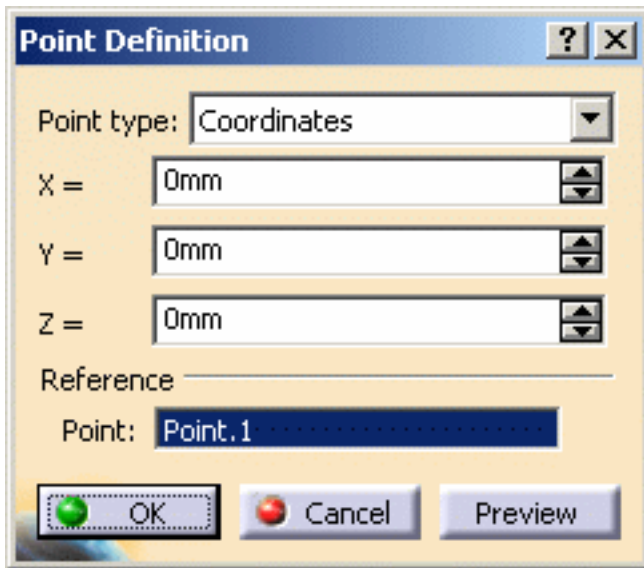 Point Definition ? X
Point type: Coordinates
X = 0mm
Y = 0mm
Z = 0mm
Reference
Point: Point.1
OK Cancel Preview